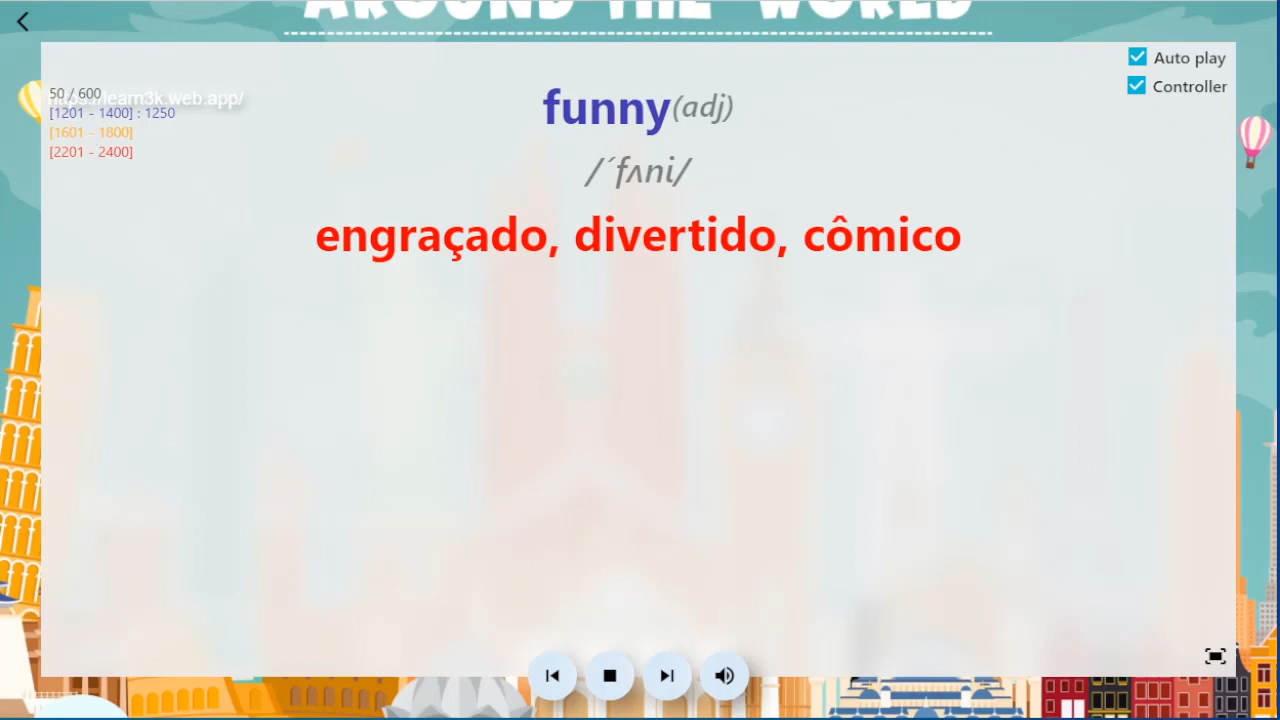 AROUND THE WORLD
Auto play
Controller
50 / 600
https://learn3k.web.app/
[1201 - 1400] : 1250
[1601 - 1800]
[2201 - 2400]
funny(adj)
/´fʌni/
engraçado, divertido, cômico